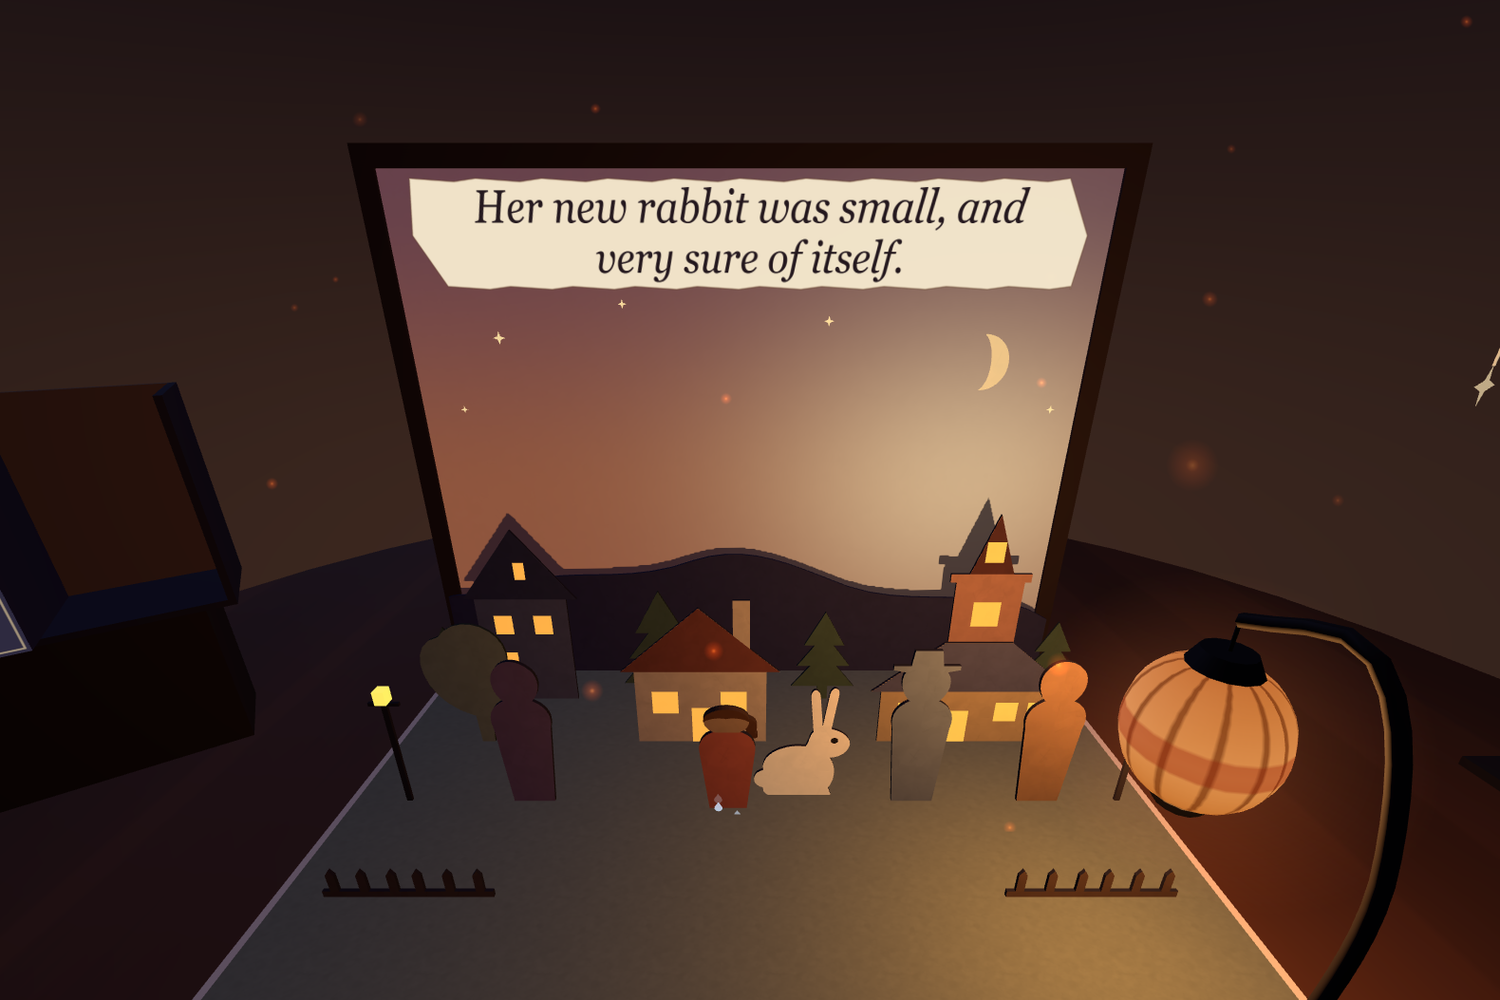 Her new rabbit was small, and
very sure of itself.